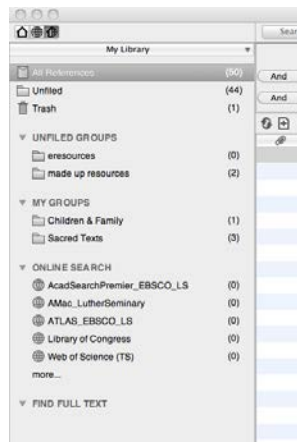 Sear
My Library
All References (50)
Unfiled (44)
Trash (1)
And
And
UNFILED GROUPS
eresources (0)
made up resources (2)
MY GROUPS
Children & Family (1)
Sacred Texts (3)
ONLINE SEARCH
AcadSearchPremier_EBSCO_LS (0)
AMac_LutherSeminary (0)
ATLAS_EBSCO_LS (0)
Library of Congress (0)
Web of Science (TS) (0)
more...
FIND FULL TEXT